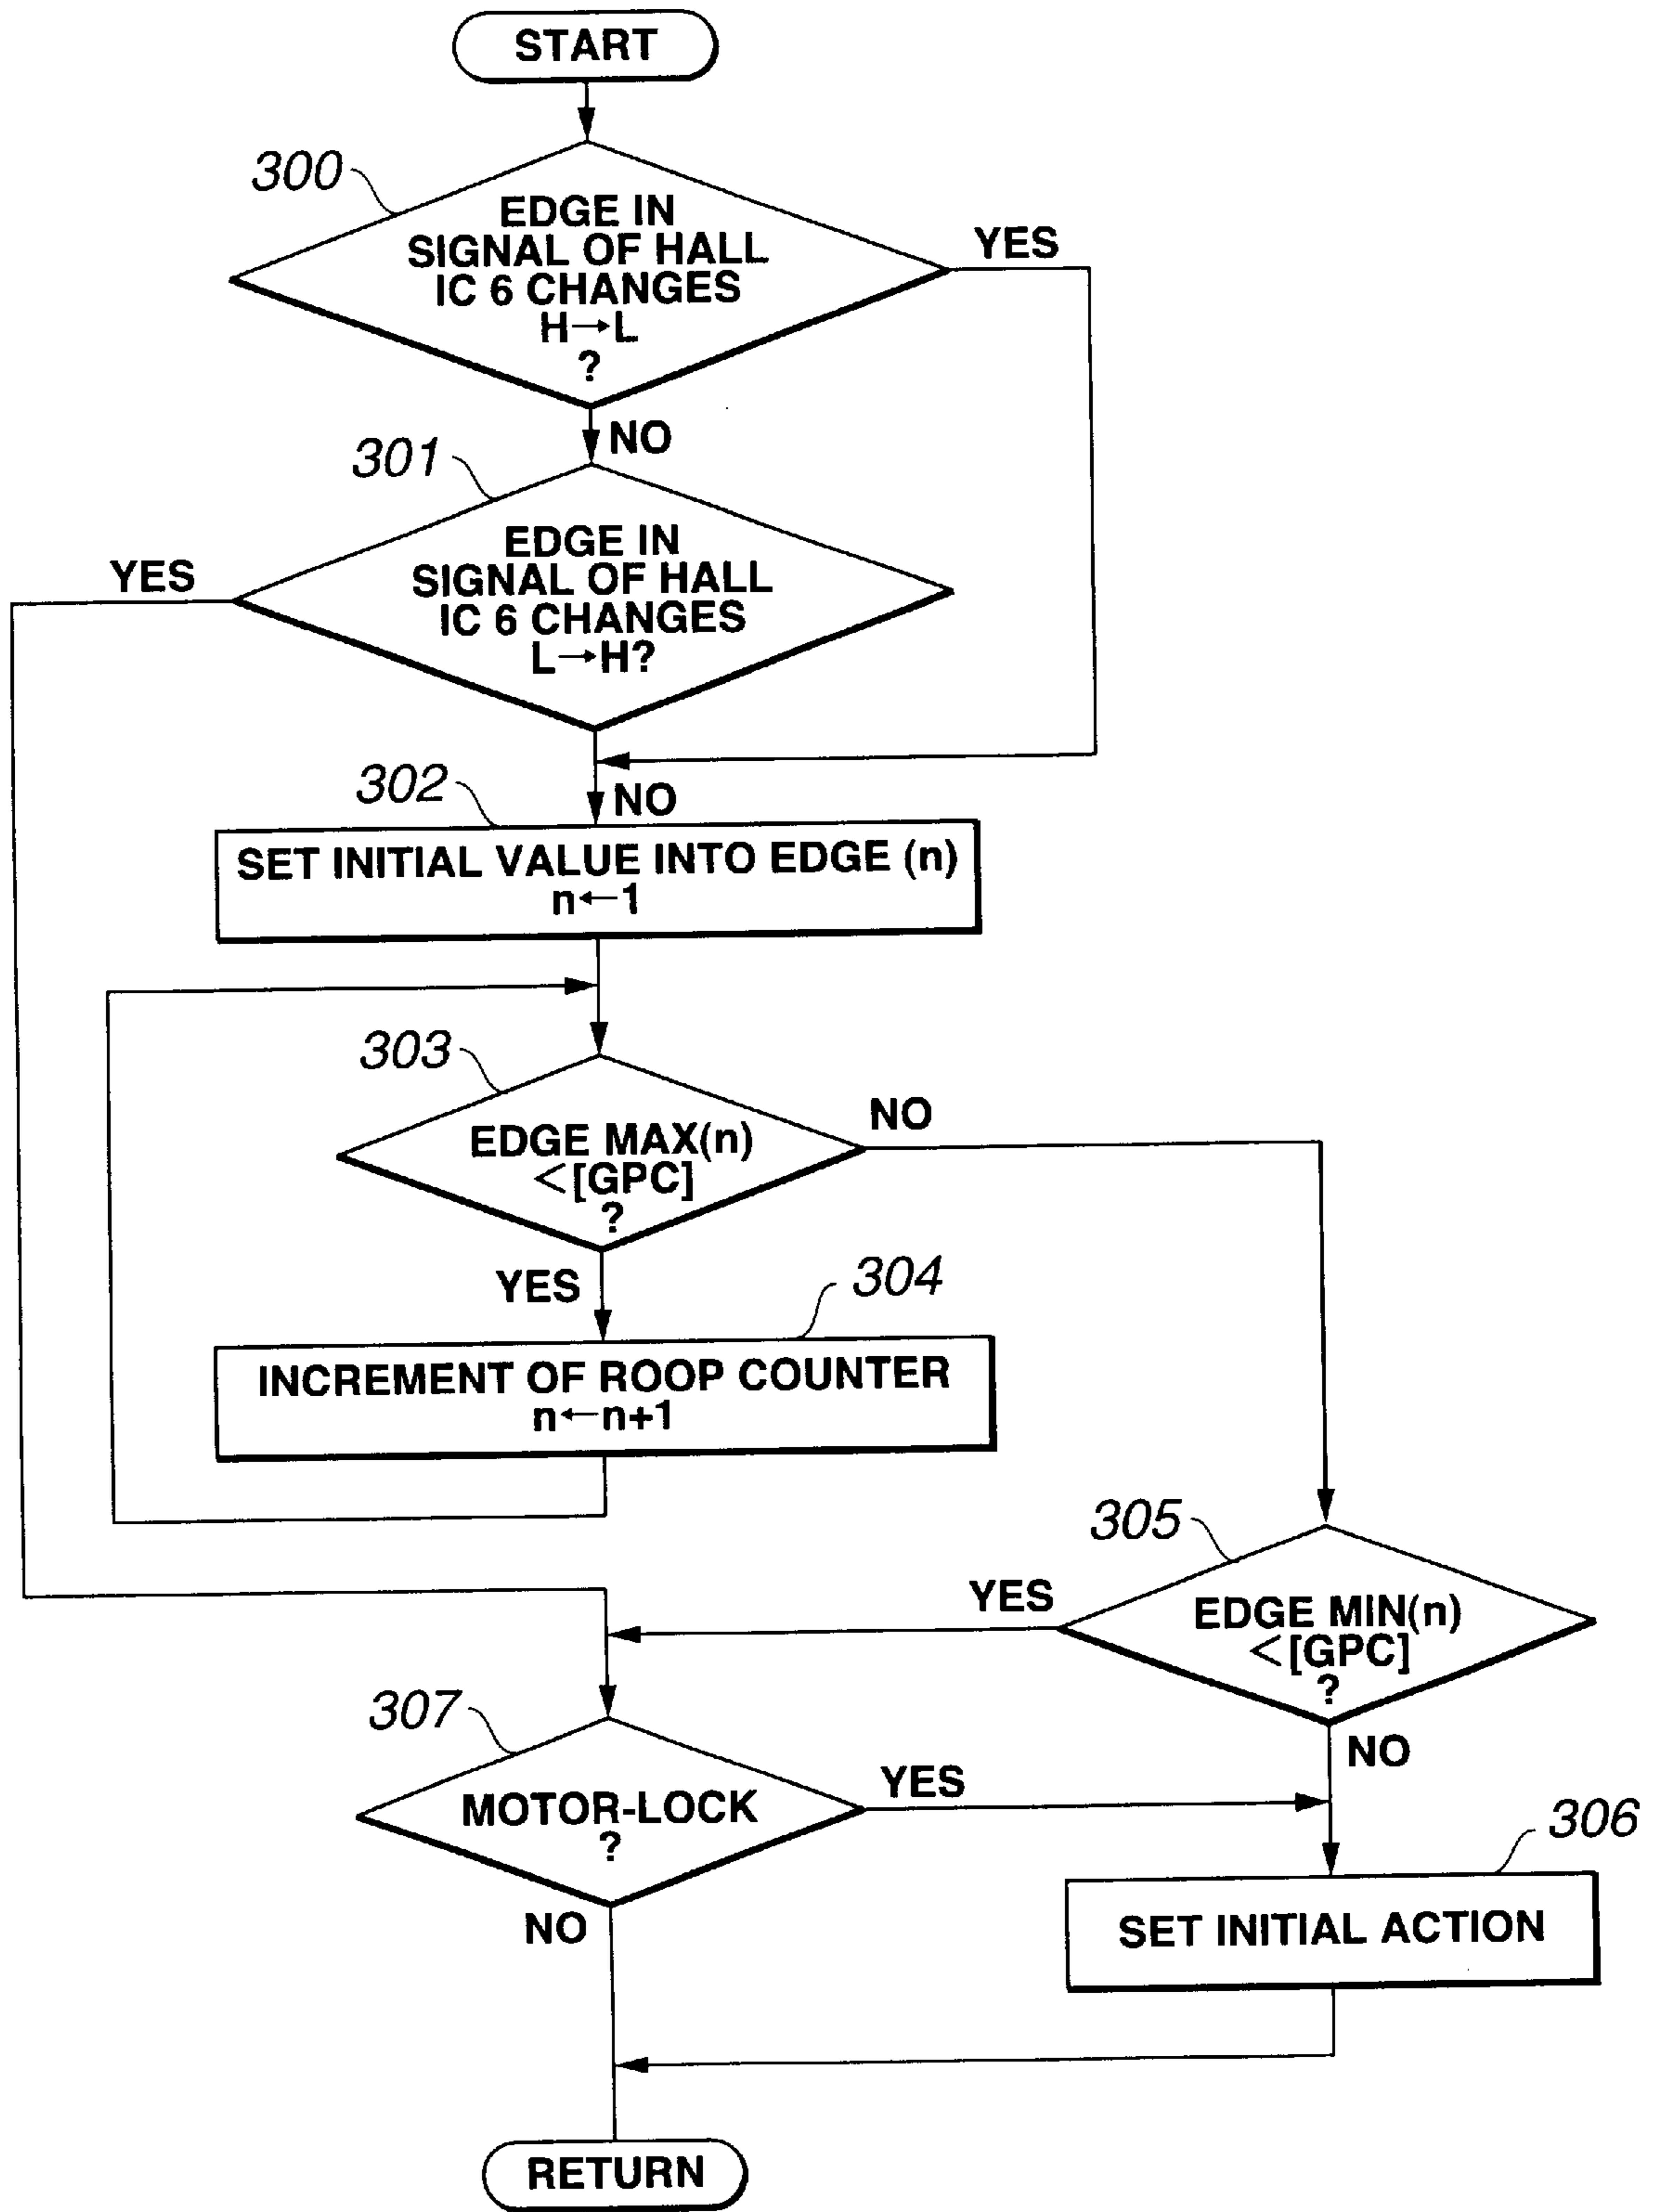 START
300
EDGE IN
SIGNAL OF HALL
IC 6 CHANGES
H→L
?
YES
NO
301
EDGE IN
SIGNAL OF HALL
IC 6 CHANGES
L→H?
YES
302
NO
SET INITIAL VALUE INTO EDGE (n)
n←1
303
EDGE MAX(n)
<[GPC]
?
NO
YES
304
INCREMENT OF ROOP COUNTER
n←n+1
305
YES
EDGE MIN(n)
<[GPC]
?
NO
307
MOTOR-LOCK
?
YES
NO
306
SET INITIAL ACTION
RETURN